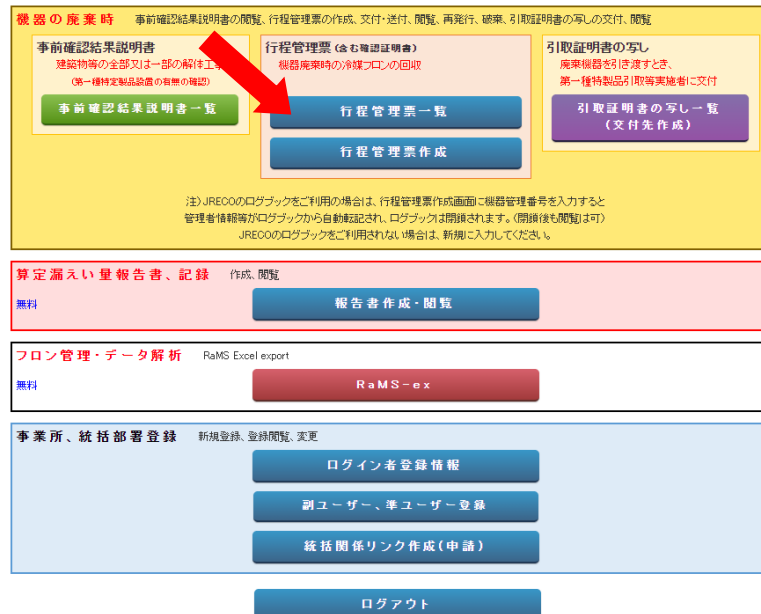 機器の廃棄時 事前確認結果説明書の閲覧、行程管理票の作成、交付・送付、閲覧、再発行、破棄、引取証明書の写しの交付、閲覧
事前確認結果説明書
建築物等の全部又は一部の解体工
(第一種特定製品設置の有無の確認)
事前確認結果説明書一覧
行程管理票(含む確認証明書)
機器廃棄時の冷媒フロンの回収
行程管理票一覧
行程管理票作成
引取証明書の写し
廃棄機器を引き渡すとき、
第一種特製品引取等実施者に交付
引取証明書の写し一覧
(交付先作成)
注)JRECOのログブックをご利用の場合は、行程管理票作成画面に機器管理番号を入力すると
管理者情報等がログブックから自動転記され、ログブックは閉鎖されます。(閉鎖後も閲覧は可)
JRECOのログブックをご利用されない場合は、新規に入力してください。
算定漏えい量報告書、記録 作成、閲覧
無料
報告書作成・閲覧
フロン管理・データ解析 RaMS Excel export
無料
RaMS-ex
事業所、統括部署登録 新規登録、登録閲覧、変更
ログイン者登録情報
副ユーザー、準ユーザー登録
統括関係リンク作成(申請)
ログアウト